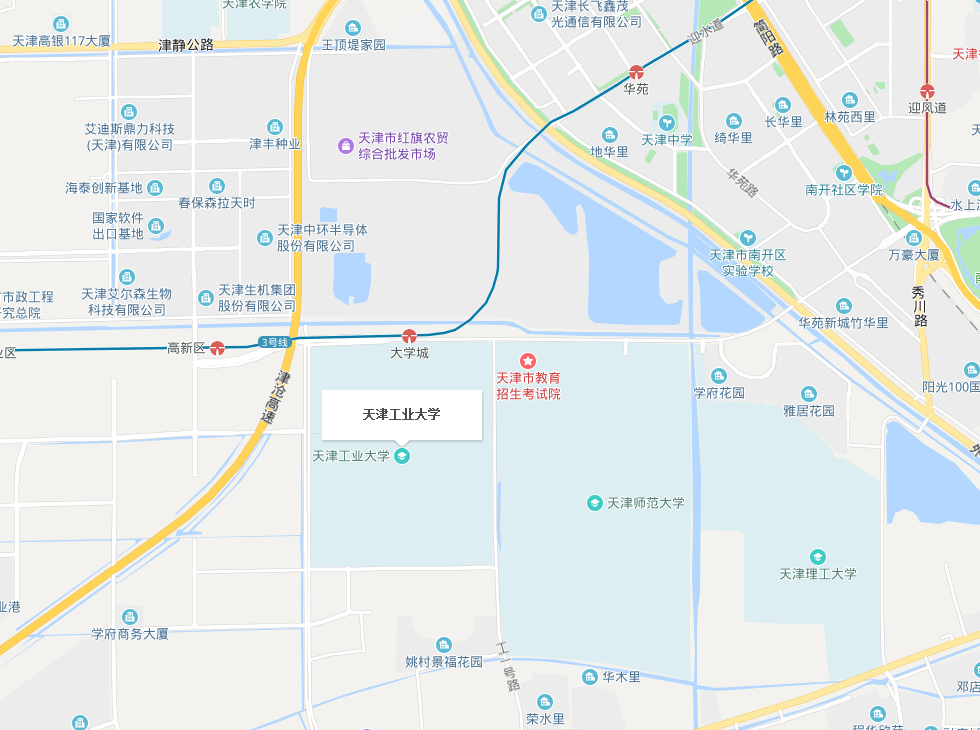 天津农学院
天津长飞鑫茂
光通信有限公司
天津高银117大厦
津静公路
王顶堤家园
迎水道
简阳路
华苑
迎风道
艾迪斯鼎力科技
(天津)有限公司
津丰种业
天津市红旗农贸
综合批发市场
地华里
天津中学
绮华里
长华里
林苑西里
海泰创新基地
春保森拉天时
华苑路
南开社区学院
水上
国家软件
出口基地
天津中环半导体
股份有限公司
天津市南开区
实验学校
万豪大厦
市政工程
究总院
天津艾尔森生物
科技有限公司
天津生机集团
股份有限公司
秀川路
华苑新城竹华里
高新区
3号线
大学城
天津市教育
招生考试院
学府花园
雅居花园
阳光100国
津沧高速
天津工业大学
天津工业大学
天津师范大学
天津理工大学
业港
学府商务大厦
姚村景福花园
工一号路
华木里
荣水里
邓店